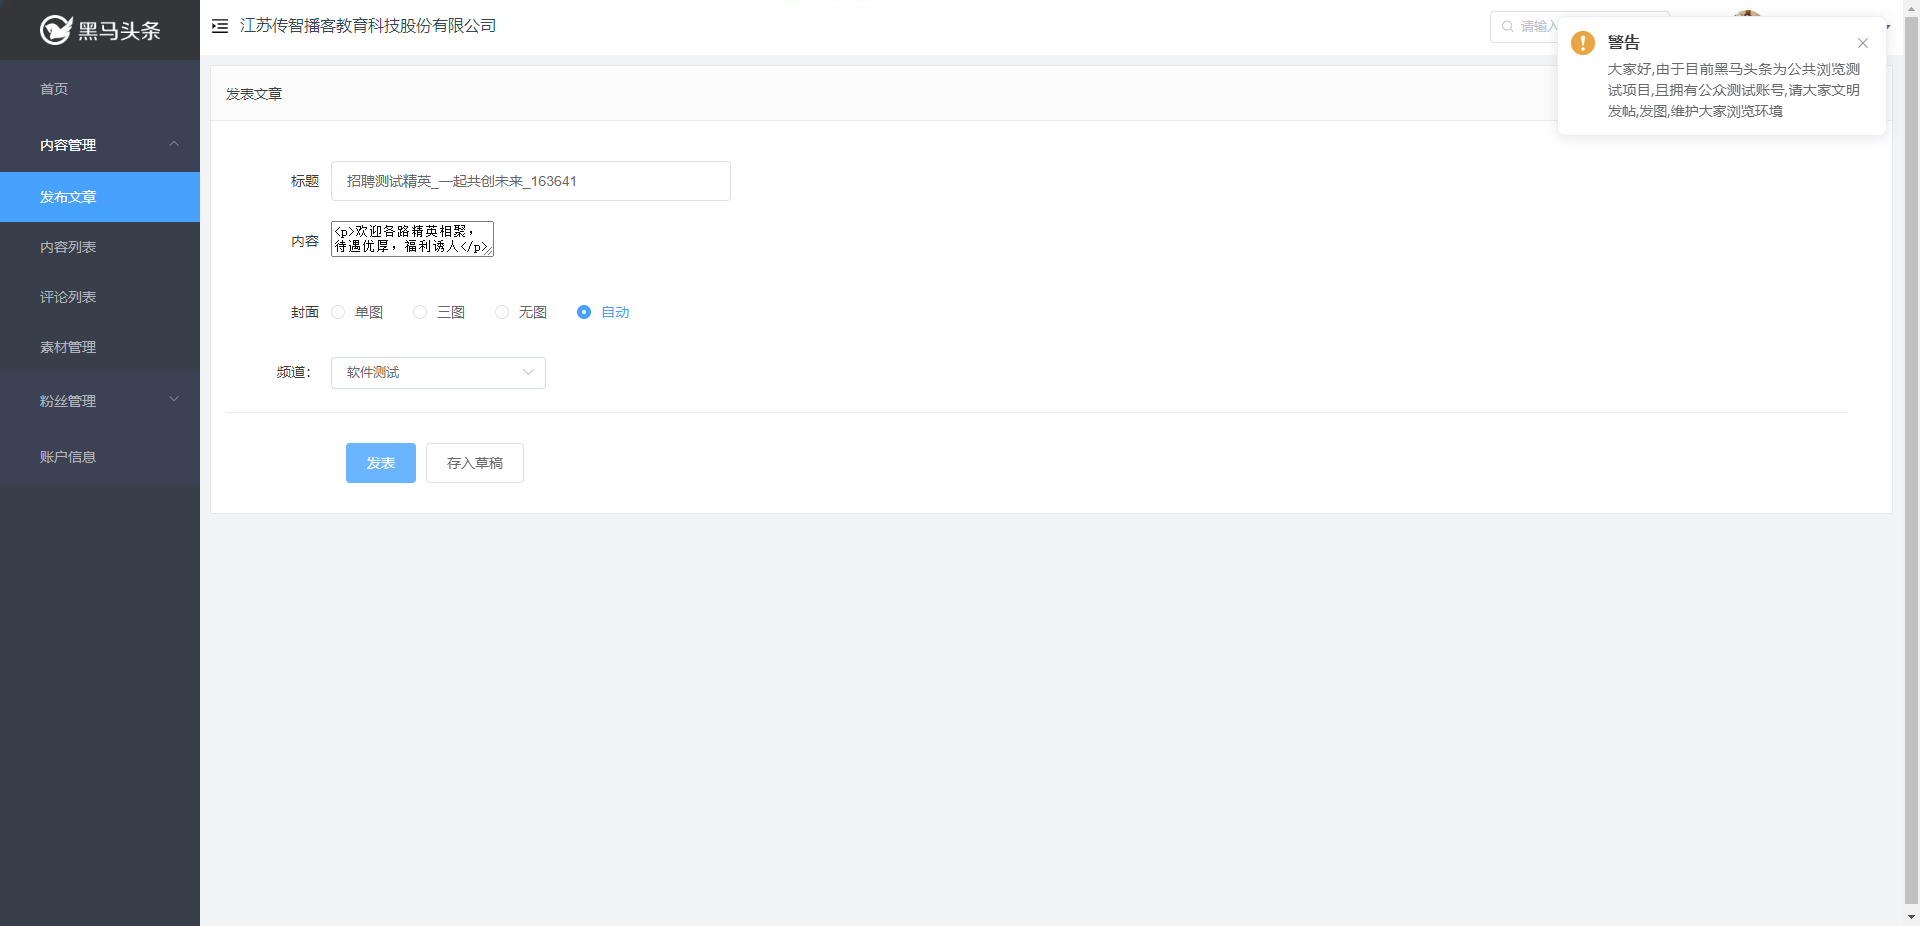 黑马头条
江苏传智播客教育科技股份有限公司
请输入
警告
大家好,由于目前黑马头条为公共浏览测
试项目,且拥有公众测试账号,请大家文明
发帖,发图,维护大家浏览环境
首页
内容管理
发布文章
内容列表
评论列表
素材管理
粉丝管理
账户信息
发表文章
标题
招聘测试精英_一起共创未来_163641
内容
<p>欢迎各路精英相聚，
待遇优厚，福利诱人</p>
封面
单图 三图 无图 自动
频道：
软件测试
发表 存入草稿